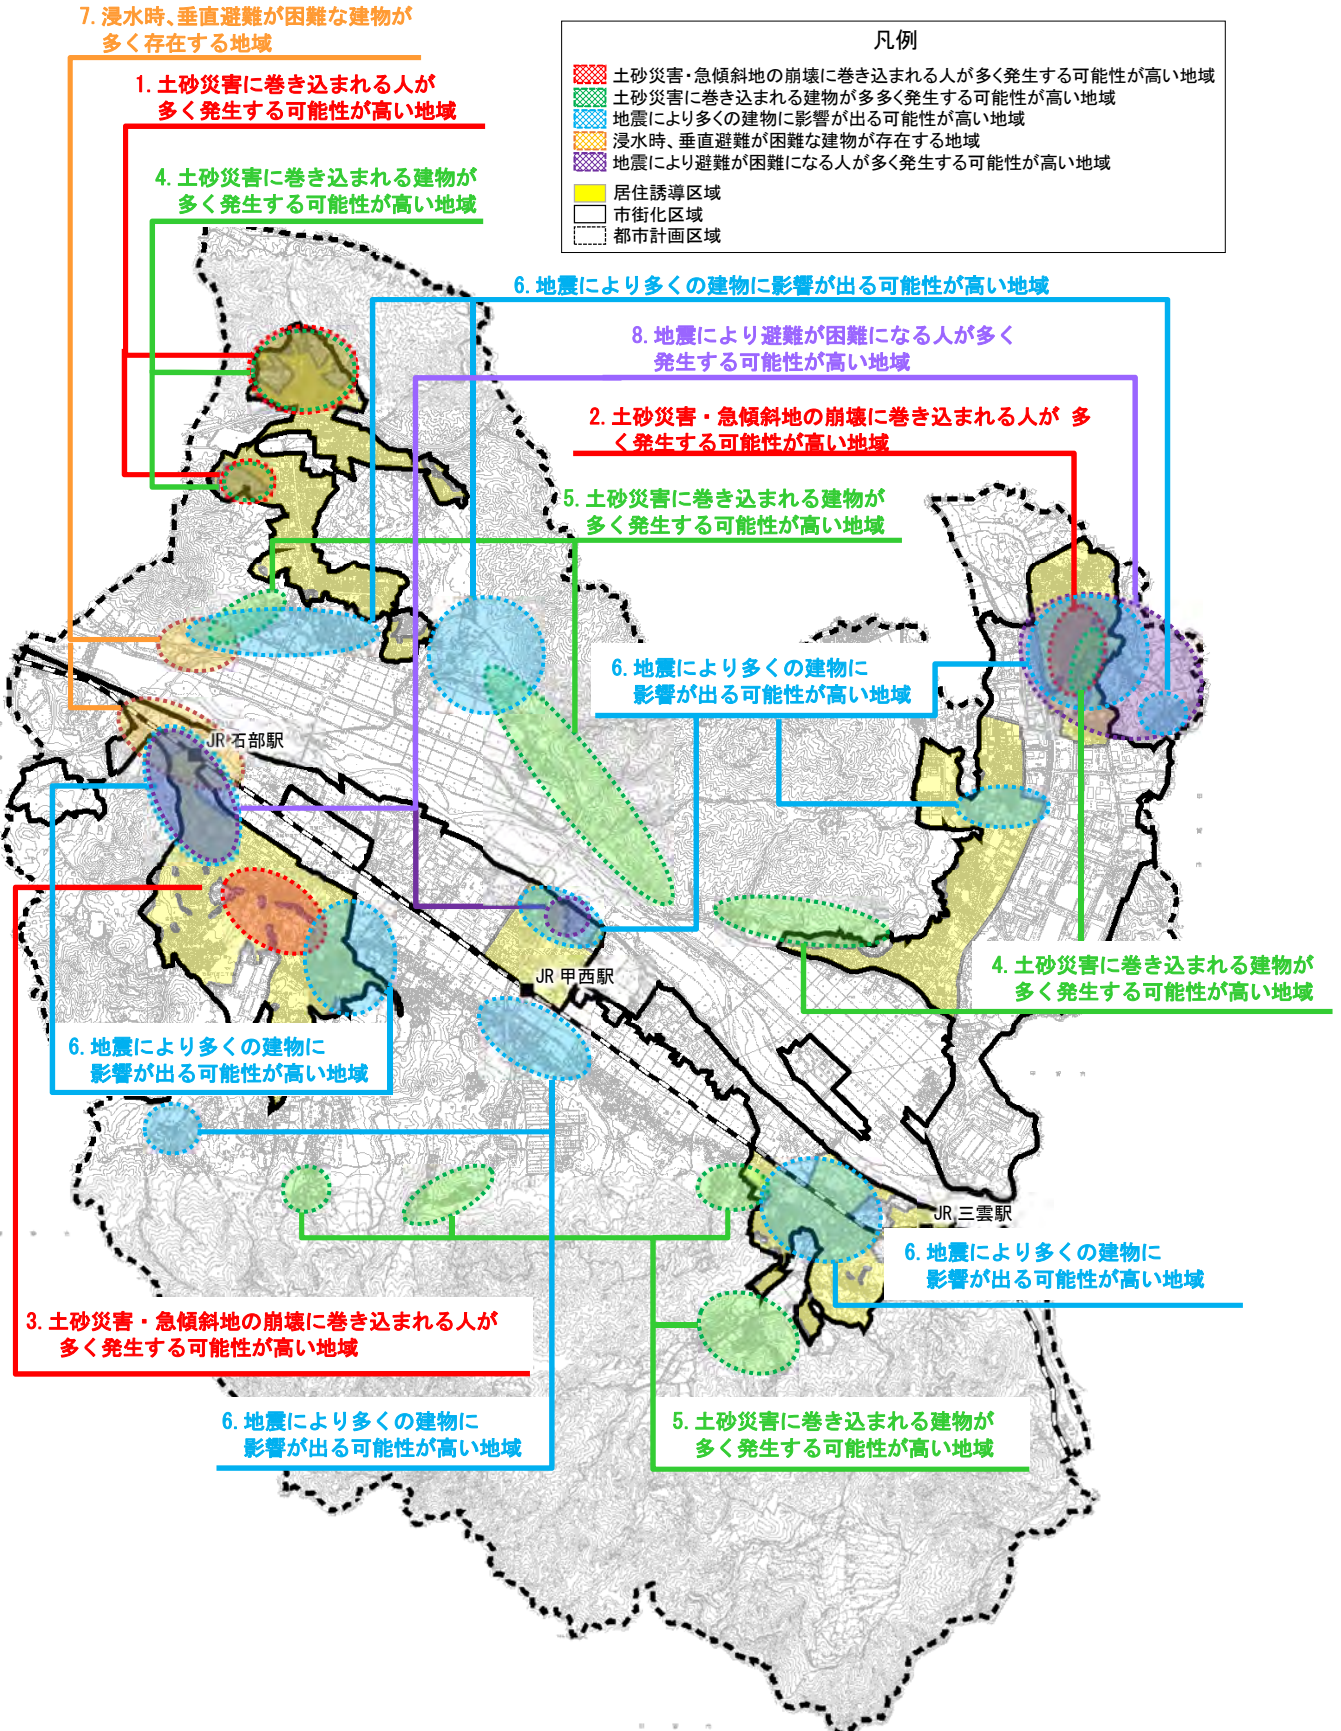 7. 浸水時、垂直避難が困難な建物が
多く存在する地域
凡例
土砂災害・急傾斜地の崩壊に巻き込まれる人が多く発生する可能性が高い地域
土砂災害に巻き込まれる建物が多多く発生する可能性が高い地域
地震により多くの建物に影響が出る可能性が高い地域
浸水時、垂直避難が困難な建物が存在する地域
地震により避難が困難になる人が多く発生する可能性が高い地域
居住誘導区域
市街化区域
都市計画区域
1. 土砂災害に巻き込まれる人が
多く発生する可能性が高い地域
4. 土砂災害に巻き込まれる建物が
多く発生する可能性が高い地域
6. 地震により多くの建物に影響が出る可能性が高い地域
8. 地震により避難が困難になる人が多く
発生する可能性が高い地域
2. 土砂災害・急傾斜地の崩壊に巻き込まれる人が 多
く発生する可能性が高い地域
5. 土砂災害に巻き込まれる建物が
多く発生する可能性が高い地域
6. 地震により多くの建物に
影響が出る可能性が高い地域
JR 石部駅
JR 甲西駅
4. 土砂災害に巻き込まれる建物が
多く発生する可能性が高い地域
6. 地震により多くの建物に
影響が出る可能性が高い地域
JR 三雲駅
6. 地震により多くの建物に
影響が出る可能性が高い地域
3. 土砂災害・急傾斜地の崩壊に巻き込まれる人が
多く発生する可能性が高い地域
6. 地震により多くの建物に
影響が出る可能性が高い地域
5. 土砂災害に巻き込まれる建物が
多く発生する可能性が高い地域